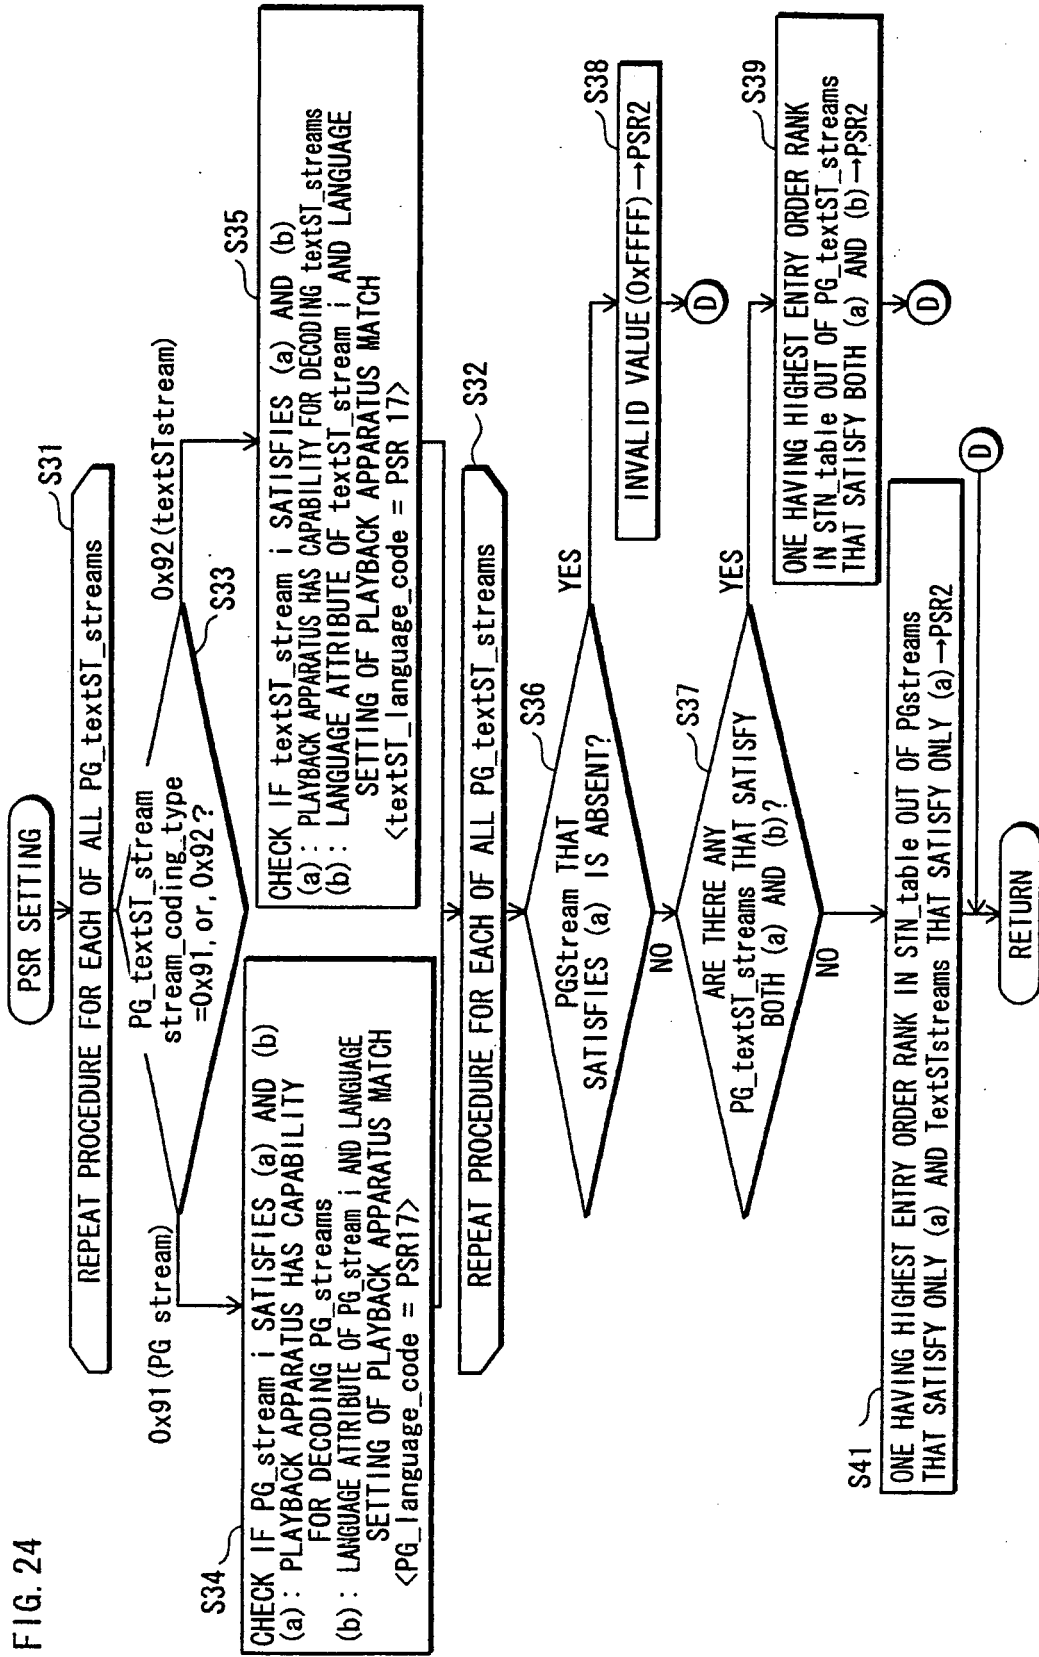 FIG. 24
PSR SETTING
S31
REPEAT PROCEDURE FOR EACH OF ALL PG_textST_streams
PG_textST_stream
stream_coding_type
=0x91, or, 0x92?
S33
0x91(PG stream)
0x92(textSTstream)
S34
CHECK IF PG_stream i SATISFIES (a) AND (b)
(a): PLAYBACK APPARATUS HAS CAPABILITY
FOR DECODING PG_streams
(b): LANGUAGE ATTRIBUTE OF PG_stream i AND LANGUAGE
SETTING OF PLAYBACK APPARATUS MATCH
<PG_language_code = PSR17>
S35
CHECK IF textST_stream i SATISFIES (a) AND (b)
(a): PLAYBACK APPARATUS HAS CAPABILITY FOR DECODING textST_streams
(b): LANGUAGE ATTRIBUTE OF textST_stream i AND LANGUAGE
SETTING OF PLAYBACK APPARATUS MATCH
<textST_language_code = PSR 17>
S32
REPEAT PROCEDURE FOR EACH OF ALL PG_textST_streams
S36
PGStream THAT
SATISFIES (a) IS ABSENT?
YES
NO
S38
INVALID VALUE(0xFFFF)→PSR2
D
S37
ARE THERE ANY
PG_textST_streams THAT SATISFY
BOTH (a) AND (b)?
YES
NO
S39
ONE HAVING HIGHEST ENTRY ORDER RANK
IN STN_table OUT OF PG_textST_streams
THAT SATISFY BOTH (a) AND (b)→PSR2
D
S41
ONE HAVING HIGHEST ENTRY ORDER RANK IN STN_table OUT OF PGstreams
THAT SATISFY ONLY (a) AND TextSTstreams THAT SATISFY ONLY (a)→PSR2
D
RETURN